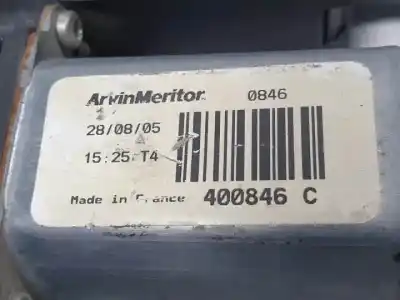 ArvinMeritor 0846
28/08/05
15:25 T4
Made in France 400846 C